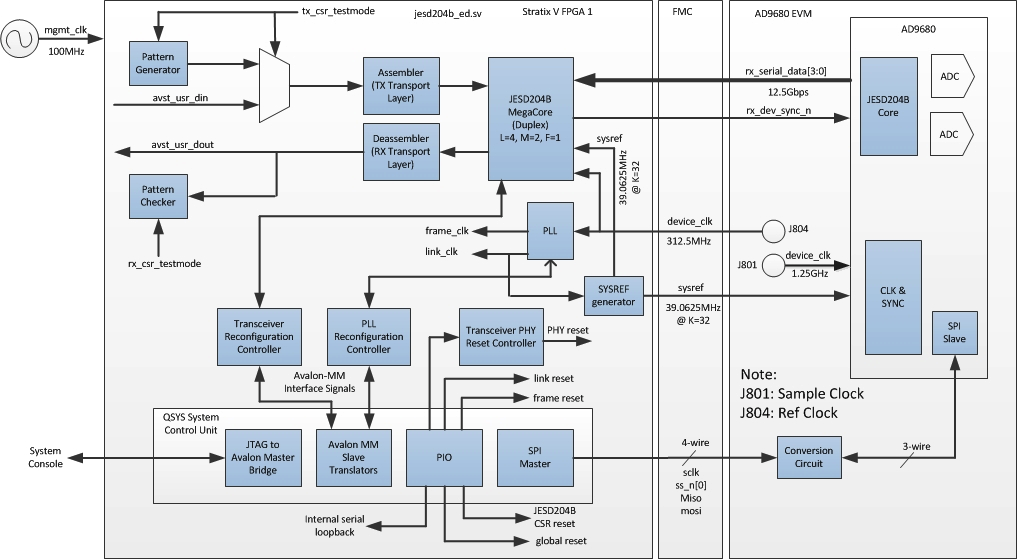 tx_csr_testmode
jesd204b_ed.sv
Stratix V FPGA 1
FMC
AD9680 EVM
AD9680
mgmt_clk
100MHz
Pattern
Generator
avst_usr_din
Assembler
(TX Transport
Layer)
JESD204B
MegaCore
(Duplex)
L=4, M=2, F=1
rx_serial_data[3:0]
12.5Gbps
rx_dev_sync_n
JESD204B
Core
ADC
ADC
avst_usr_dout
Deassembler
(RX Transport
Layer)
sysref
39.0625MHz
@ K=32
Pattern
Checker
rx_csr_testmode
frame_clk
link_clk
PLL
device_clk
312.5MHz
J804
J801
device_clk
1.25GHz
SYSREF
generator
sysref
39.0625MHz
@ K=32
CLK &
SYNC
SPI
Slave
Transceiver
Reconfiguration
Controller
PLL
Reconfiguration
Controller
Transceiver PHY
Reset Controller
PHY reset
Avalon-MM
Interface Signals
link reset
frame reset
Note:
J801: Sample Clock
J804: Ref Clock
QSYS System
Control Unit
System
Console
JTAG to
Avalon Master
Bridge
Avalon MM
Slave
Translators
PIO
SPI
Master
4-wire
sclk
ss_n[0]
Miso
mosi
Conversion
Circuit
3-wire
Internal serial
loopback
JESD204B
CSR reset
global reset